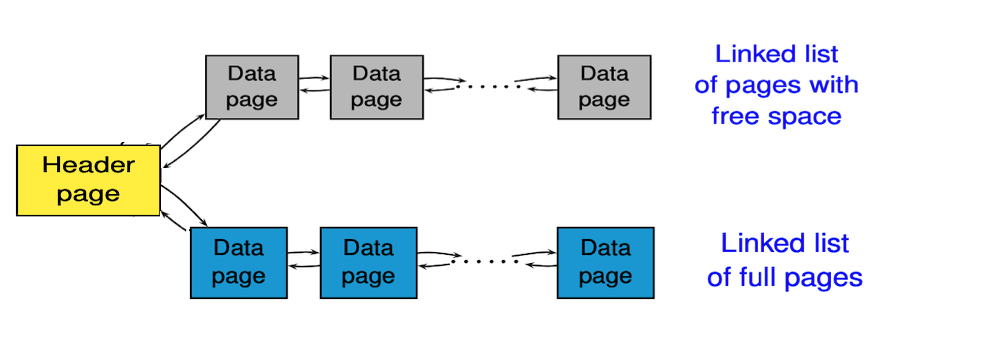 Data
page
Data
page
Data
page
Linked list
of pages with
free space
Header
page
Data
page
Data
page
Data
page
Linked list
of full pages